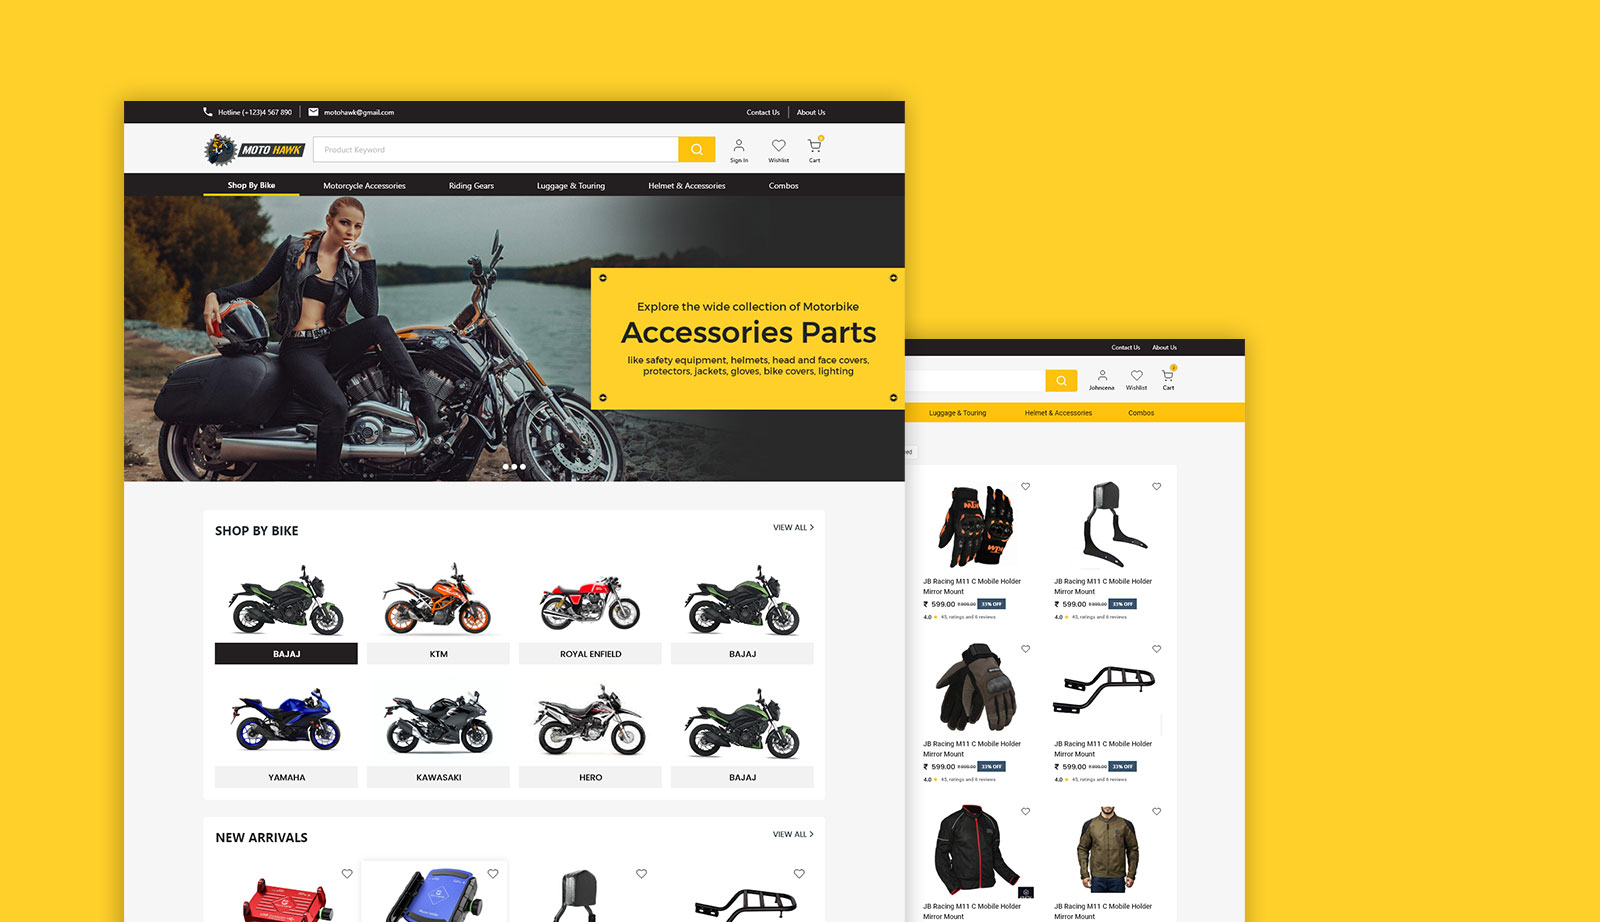 Hotline (+123)4 567 890
motohawk@gmail.com
Contact Us
About Us
MOTO HAWK
Product Keyword
Sign In
Wishlist
Cart
Shop By Bike
Motorcycle Accessories
Riding Gears
Luggage & Touring
Helmet & Accessories
Combos
Explore the wide collection of Motorbike
Accessories Parts
like safety equipment, helmets, head and face covers,
protectors, jackets, gloves, bike covers, lighting
SHOP BY BIKE
VIEW ALL >
BAJAJ
KTM
ROYAL ENFIELD
BAJAJ
YAMAHA
KAWASAKI
HERO
BAJAJ
NEW ARRIVALS
VIEW ALL >
Contact Us
About Us
Johncena
Wishlist
Cart
Luggage & Touring
Helmet & Accessories
Combos
JB Racing M11 C Mobile Holder
Mirror Mount
₹ 599.00 ₹999.00 33% OFF
4.0 ★ 45, ratings and 6 reviews
JB Racing M11 C Mobile Holder
Mirror Mount
₹ 599.00 ₹999.00 33% OFF
4.0 ★ 45, ratings and 6 reviews
JB Racing M11 C Mobile Holder
Mirror Mount
₹ 599.00 ₹999.00 33% OFF
4.0 ★ 45, ratings and 6 reviews
JB Racing M11 C Mobile Holder
Mirror Mount
₹ 599.00 ₹999.00 33% OFF
4.0 ★ 45, ratings and 6 reviews
JB Racing M11 C Mobile Holder
Mirror Mount
JB Racing M11 C Mobile Holder
Mirror Mount